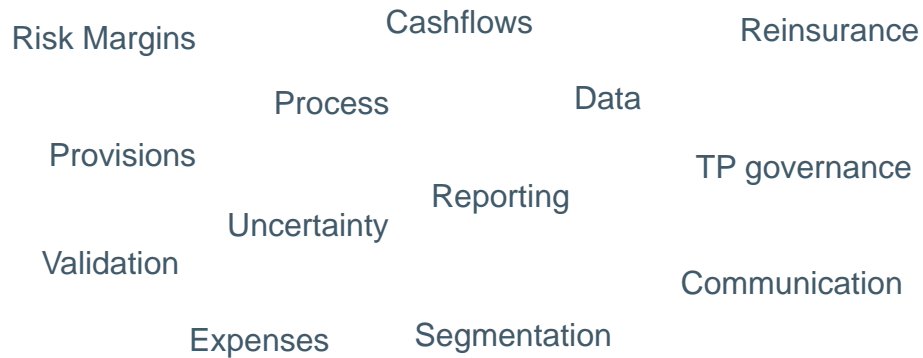 Cashflows
Risk Margins
Reinsurance
Process
Data
Provisions
TP governance
Reporting
Uncertainty
Validation
Communication
Expenses
Segmentation